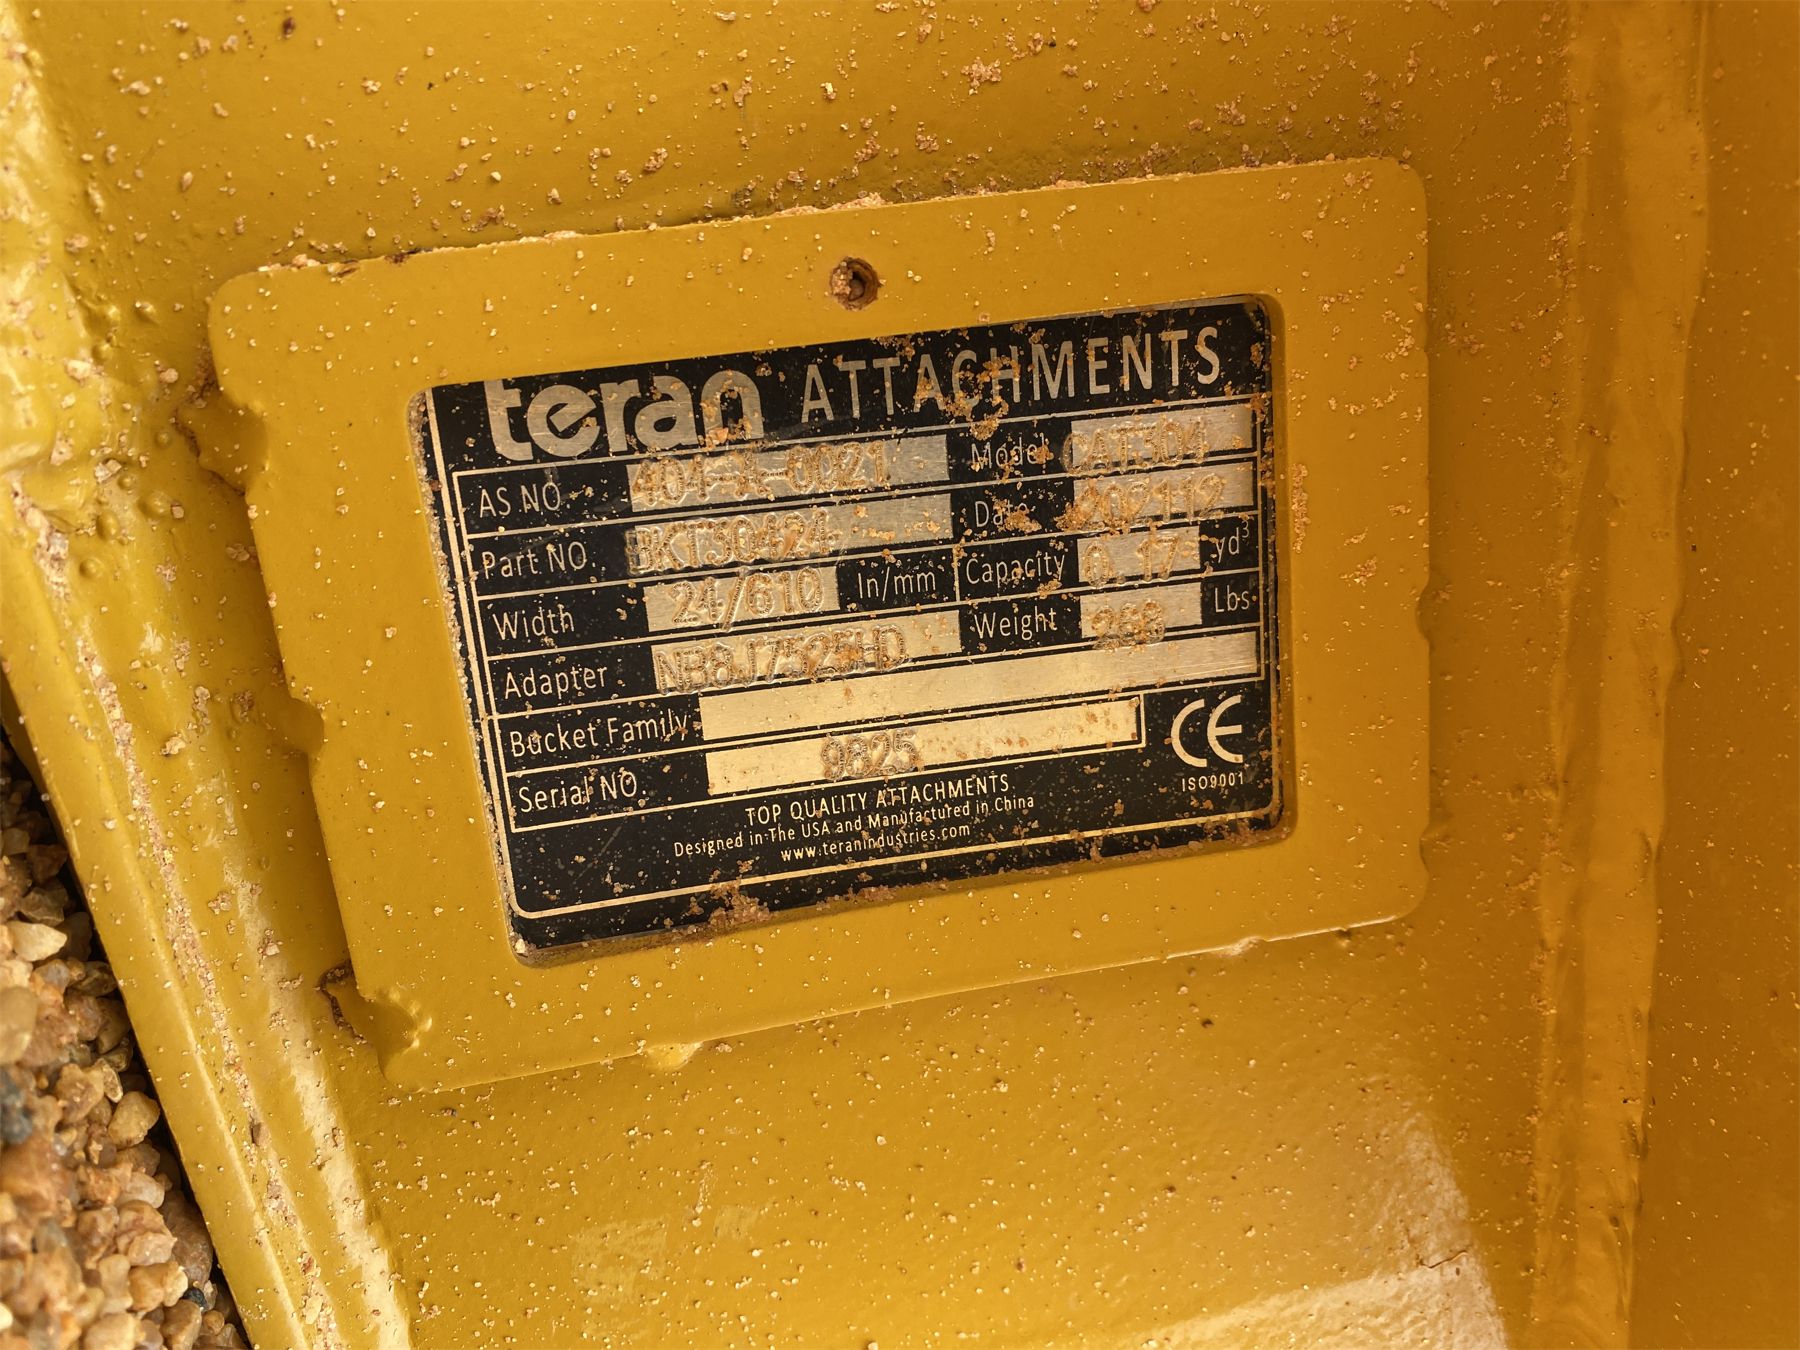 teran ATTACHMENTS
AS NO. 404-A-0021 Model CAT304
Part NO. BKT30424 Date 202112
Width 24/610 In/mm Capacity 0.17 yd³
Adapter NB8J7525HD Weight 268 Lbs
Bucket Family
Serial NO. 9825
CE
ISO9001
TOP QUALITY ATTACHMENTS
Designed in The USA and Manufactured in China
www.teranindustries.com